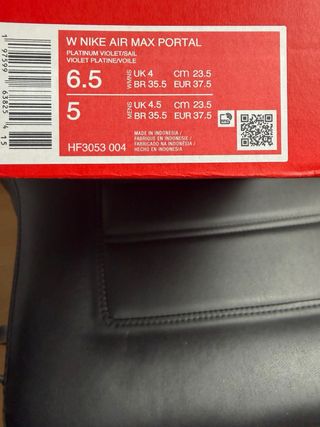 W NIKE AIR MAX PORTAL
PLATINUM VIOLET/SAIL
VIOLET PLATINE/VOILE
6.5 WMNS UK 4 CM 23.5
BR 35.5 EUR 37.5
5 MENS UK 4.5 CM 23.5
BR 35.5 EUR 37.5
MADE IN INDONESIA /
FABRIQUE EN INDONESIE /
FABRICADO NA INDONÉSIA /
HECHO EN INDONESIA
HF3053 004